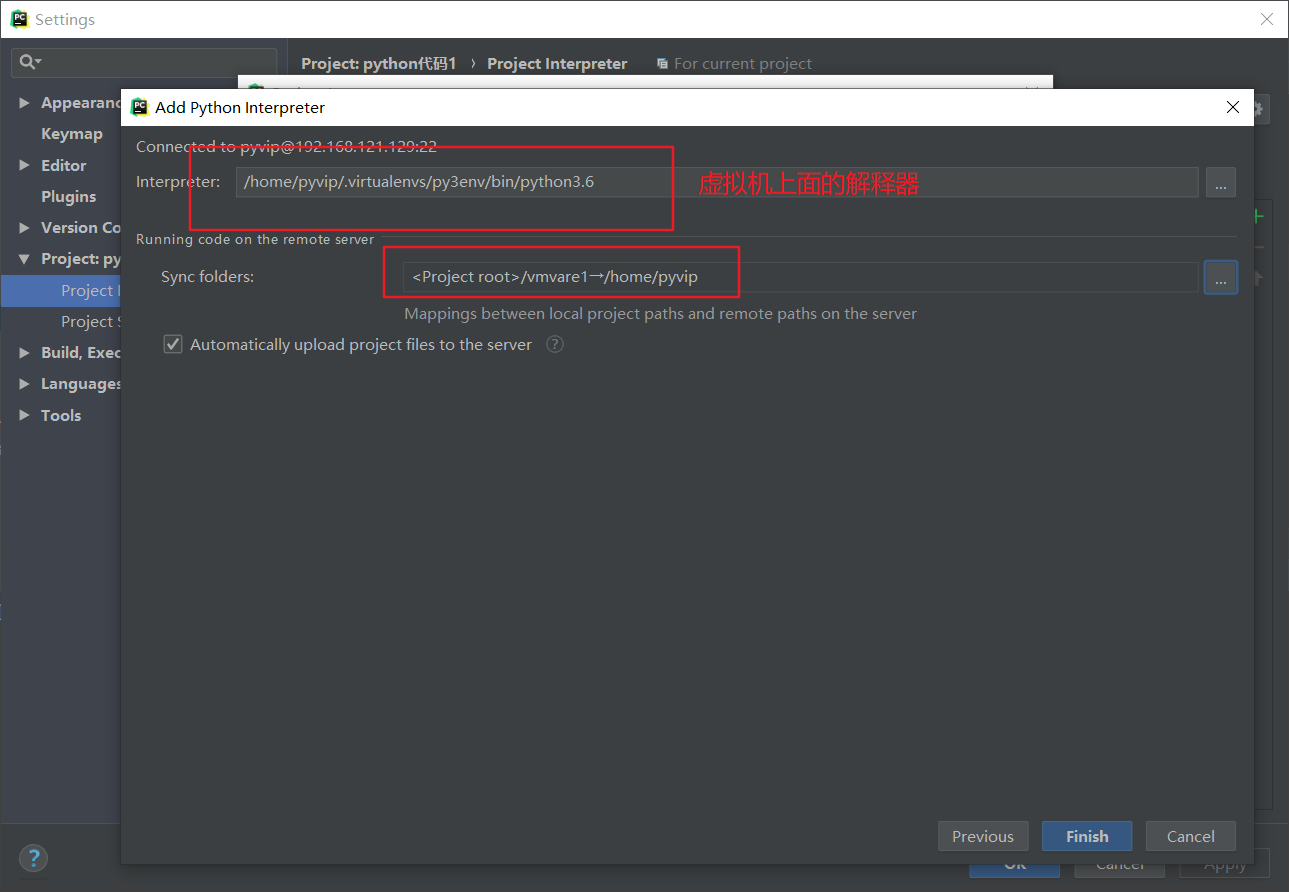 Settings
Project: python代码1 › Project Interpreter For current project
Appearanc
Keymap
Editor
Plugins
Version Co
Project: py
Project I
Project S
Build, Exec
Languages
Tools
Add Python Interpreter
Connected to pyvip@192.168.121.129:22
Interpreter: /home/pyvip/.virtualenvs/py3env/bin/python3.6 ...
虚拟机上面的解释器
Running code on the remote server
Sync folders: <Project root>/vmvare1→/home/pyvip ...
Mappings between local project paths and remote paths on the server
Automatically upload project files to the server ?
Previous Finish Cancel
? OK Cancel Apply